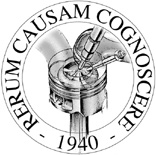 RERUM CAUSAM COGNOSCERE
- 1940 -